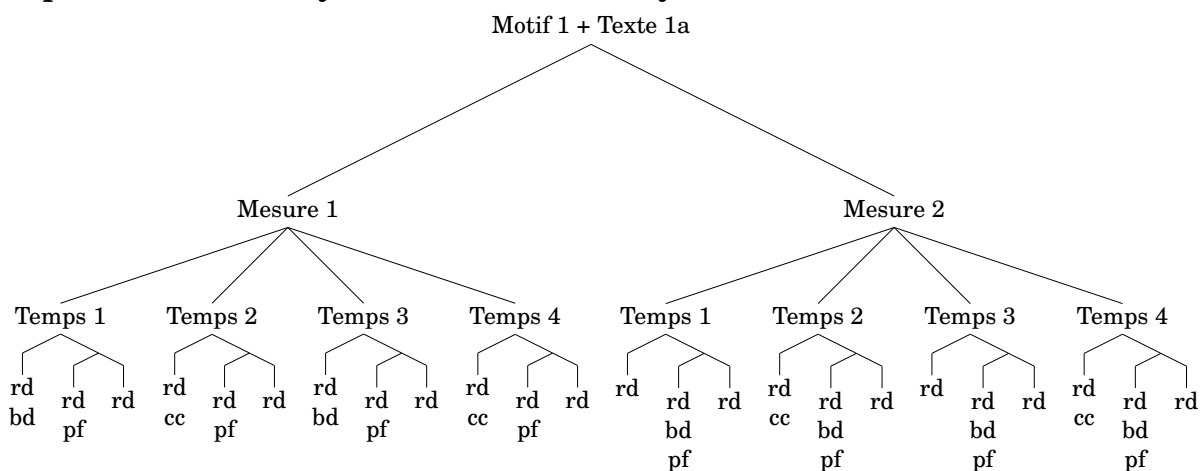 Motif 1 + Texte 1a
Mesure 1 Mesure 2
Temps 1 Temps 2 Temps 3 Temps 4 Temps 1 Temps 2 Temps 3 Temps 4
rd rd rd rd rd rd rd rd
bd cc bd cc cc cc
rd rd rd rd rd rd rd rd rd rd rd rd rd rd rd rd
pf pf pf pf bd bd bd bd
pf pf pf pf